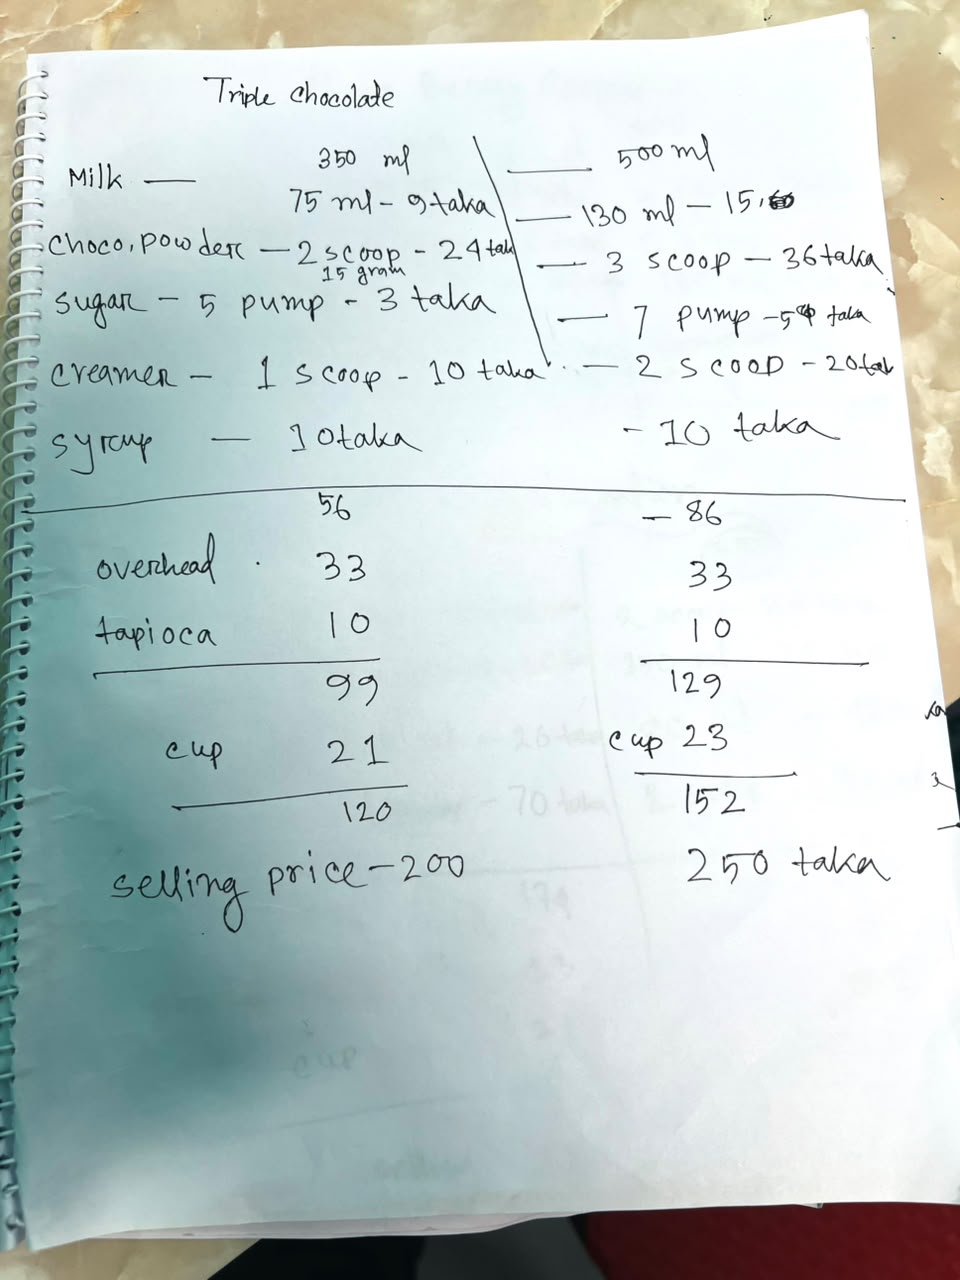 Triple chocolate
350 ml — 500 ml
Milk — 75 ml - 9 taka — 130 ml - 15.
choco, powder — 2 scoop - 24 tak — 3 scoop - 36 taka
15 gram
sugar - 5 pump - 3 taka — 7 pump - 5 taka
creamer - 1 scoop - 10 taka - 2 scoop - 20 tak
syrup — 10 taka - 10 taka
56 - 86
overhead 33 33
tapioca 10 10
99 129
cup 21 cup 23
120 152
selling price - 200 250 taka